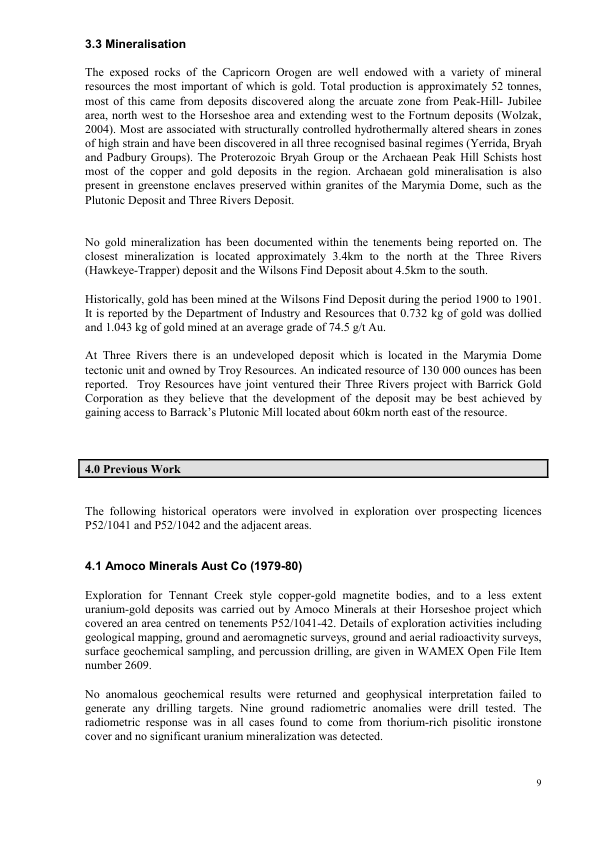 3.3 Mineralisation
The exposed rocks of the Capricorn Orogen are well endowed with a variety of mineral
resources the most important of which is gold. Total production is approximately 52 tonnes,
most of this came from deposits discovered along the arcuate zone from Peak-Hill- Jubilee
area, north west to the Horseshoe area and extending west to the Fortnum deposits (Wolzak,
2004). Most are associated with structurally controlled hydrothermally altered shears in zones
of high strain and have been discovered in all three recognised basinal regimes (Yerrida, Bryah
and Padbury Groups). The Proterozoic Bryah Group or the Archaean Peak Hill Schists host
most of the copper and gold deposits in the region. Archaean gold mineralisation is also
present in greenstone enclaves preserved within granites of the Marymia Dome, such as the
Plutonic Deposit and Three Rivers Deposit.
No gold mineralization has been documented within the tenements being reported on. The
closest mineralization is located approximately 3.4km to the north at the Three Rivers
(Hawkeye-Trapper) deposit and the Wilsons Find Deposit about 4.5km to the south.
Historically, gold has been mined at the Wilsons Find Deposit during the period 1900 to 1901.
It is reported by the Department of Industry and Resources that 0.732 kg of gold was dollied
and 1.043 kg of gold mined at an average grade of 74.5 g/t Au.
At Three Rivers there is an undeveloped deposit which is located in the Marymia Dome
tectonic unit and owned by Troy Resources. An indicated resource of 130 000 ounces has been
reported. Troy Resources have joint ventured their Three Rivers project with Barrick Gold
Corporation as they believe that the development of the deposit may be best achieved by
gaining access to Barrack's Plutonic Mill located about 60km north east of the resource.
4.0 Previous Work
The following historical operators were involved in exploration over prospecting licences
P52/1041 and P52/1042 and the adjacent areas.
4.1 Amoco Minerals Aust Co (1979-80)
Exploration for Tennant Creek style copper-gold magnetite bodies, and to a less extent
uranium-gold deposits was carried out by Amoco Minerals at their Horseshoe project which
covered an area centred on tenements P52/1041-42. Details of exploration activities including
geological mapping, ground and aeromagnetic surveys, ground and aerial radioactivity surveys,
surface geochemical sampling, and percussion drilling, are given in WAMEX Open File Item
number 2609.
No anomalous geochemical results were returned and geophysical interpretation failed to
generate any drilling targets. Nine ground radiometric anomalies were drill tested. The
radiometric response was in all cases found to come from thorium-rich pisolitic ironstone
cover and no significant uranium mineralization was detected.
9